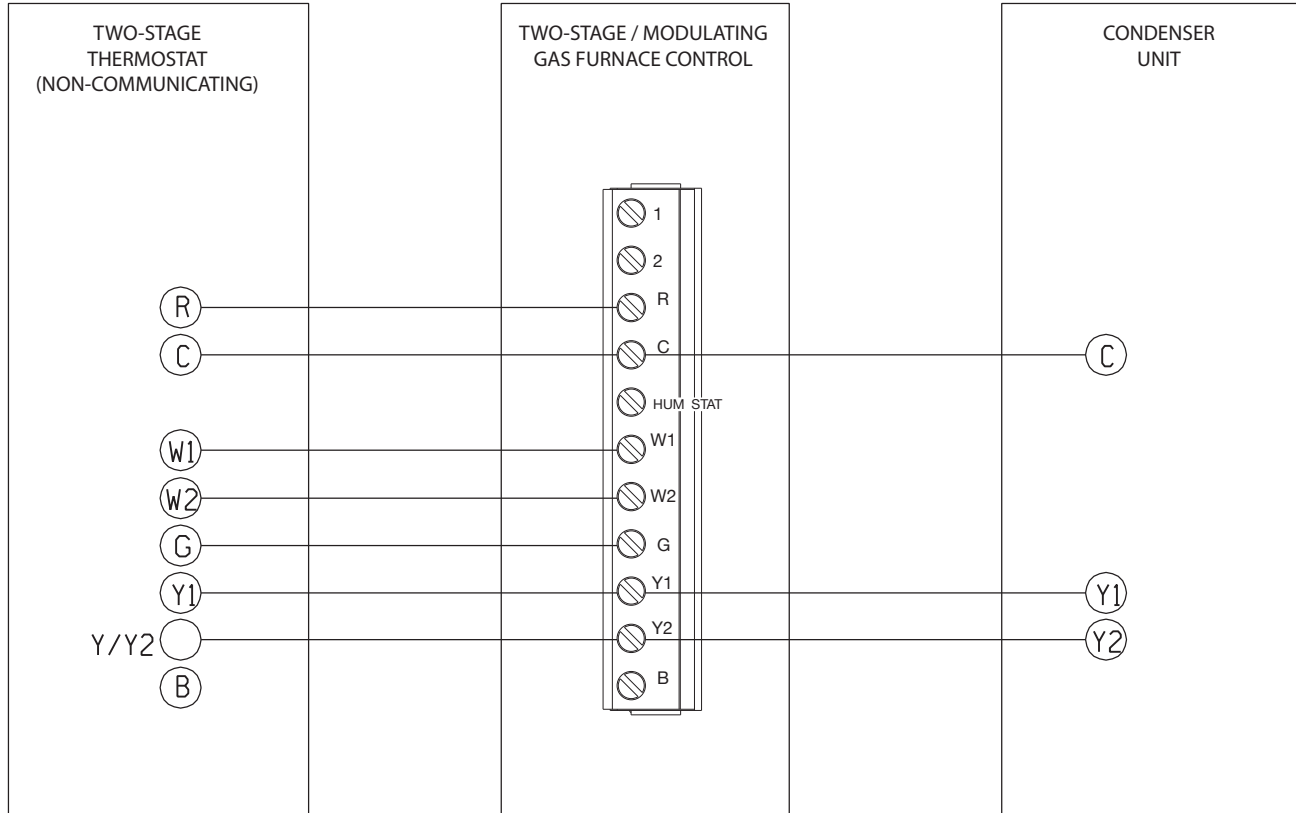 TWO-STAGE
THERMOSTAT
(NON-COMMUNICATING)
TWO-STAGE / MODULATING
GAS FURNACE CONTROL
CONDENSER
UNIT
1
2
R
R
C
C
C
HUM STAT
W1
W1
W2
W2
G
G
Y1
Y1
Y1
Y/Y2
Y2
Y2
B
B